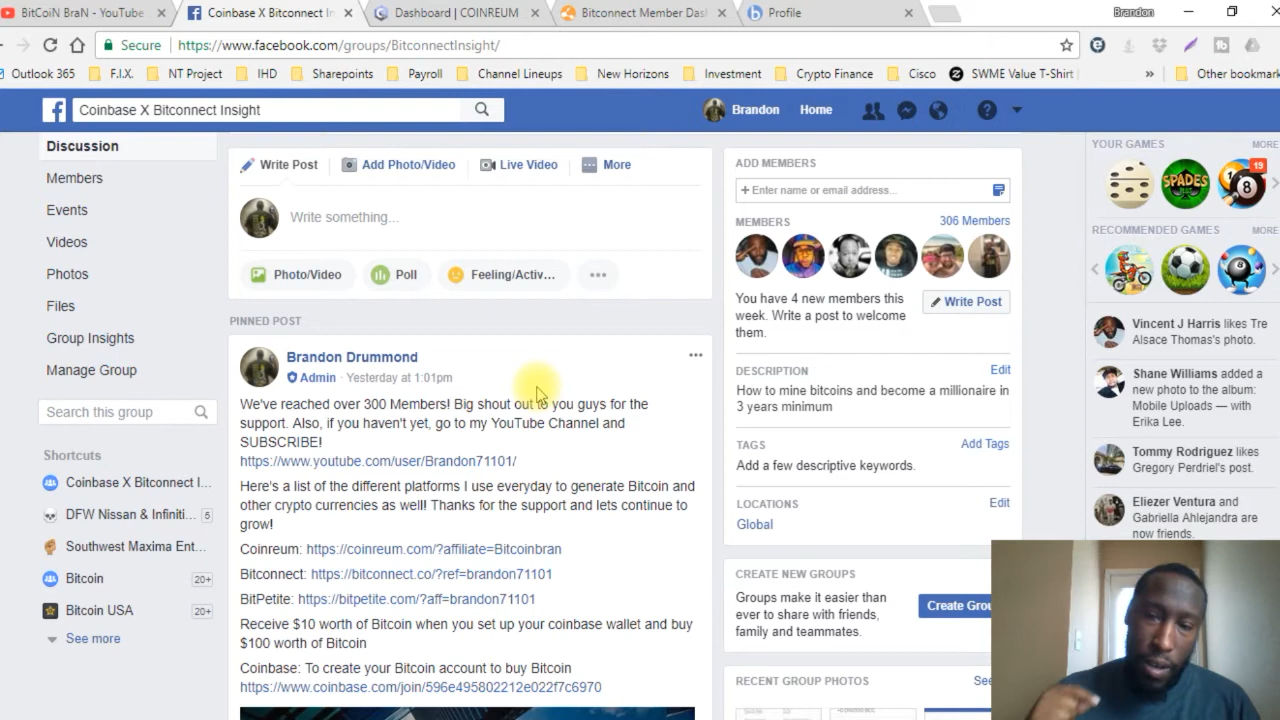 BitCoiN BraN - YouTube
Coinbase X Bitconnect In
Dashboard | COINREUM
Bitconnect Member Das
Profile
Brandon
Secure
https://www.facebook.com/groups/BitconnectInsight/
Outlook 365
F.I.X.
NT Project
IHD
Sharepoints
Payroll
Channel Lineups
New Horizons
Investment
Crypto Finance
Cisco
SWME Value T-Shirt
Other bookmar
Coinbase X Bitconnect Insight
Brandon
Home
Discussion
Members
Events
Videos
Photos
Files
Group Insights
Manage Group
Search this group
Shortcuts
Coinbase X Bitconnect I...
DFW Nissan & Infiniti... 5
Southwest Maxima Ent...
Bitcoin 20+
Bitcoin USA 20+
See more
Write Post
Add Photo/Video
Live Video
More
Write something...
Photo/Video
Poll
Feeling/Activ...
PINNED POST
Brandon Drummond
Admin · Yesterday at 1:01pm
We've reached over 300 Members! Big shout out to you guys for the
support. Also, if you haven't yet, go to my YouTube Channel and
SUBSCRIBE!
https://www.youtube.com/user/Brandon71101/
Here's a list of the different platforms I use everyday to generate Bitcoin and
other crypto currencies as well! Thanks for the support and lets continue to
grow!
Coinreum: https://coinreum.com/?affiliate=Bitcoinbran
Bitconnect: https://bitconnect.co/?ref=brandon71101
BitPetite: https://bitpetite.com/?aff=brandon71101
Receive $10 worth of Bitcoin when you set up your coinbase wallet and buy
$100 worth of Bitcoin
Coinbase: To create your Bitcoin account to buy Bitcoin
https://www.coinbase.com/join/596e495802212e022f7c6970
ADD MEMBERS
+ Enter name or email address...
MEMBERS
306 Members
You have 4 new members this
week. Write a post to welcome
them.
Write Post
DESCRIPTION
Edit
How to mine bitcoins and become a millionaire in
3 years minimum
TAGS
Add Tags
Add a few descriptive keywords.
LOCATIONS
Edit
Global
CREATE NEW GROUPS
Groups make it easier than
ever to share with friends,
family and teammates.
Create Grou
RECENT GROUP PHOTOS
See
YOUR GAMES
MORE
SPADES
8
19
RECOMMENDED GAMES
MORE
8
Vincent J Harris likes Tre
Alsace Thomas's photo.
Shane Williams added a
new photo to the album:
Mobile Uploads — with
Erika Lee.
Tommy Rodriguez likes
Gregory Perdriel's post.
Eliezer Ventura and
Gabriella Ahlejandra are
now friends.